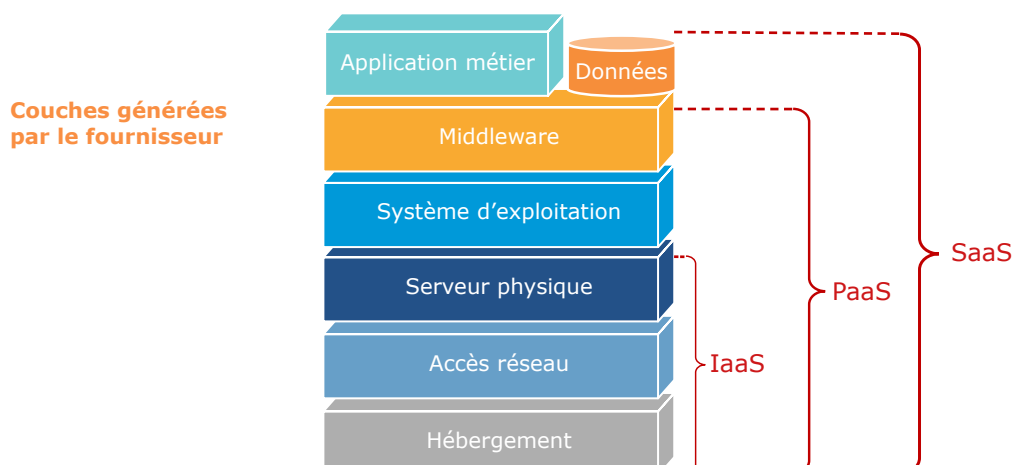 Application métier
Données
Couches générées
par le fournisseur
Middleware
Système d’exploitation
SaaS
Serveur physique
PaaS
Accès réseau
IaaS
Hébergement